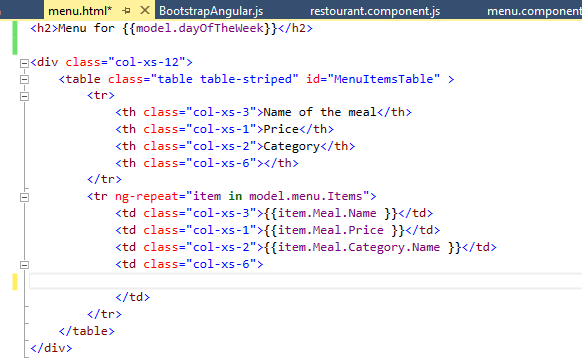 menu.html* BootstrapAngular.js restourant.component.js menu.component
<h2>Menu for {{model.dayOfTheWeek}}</h2>
<div class="col-xs-12">
<table class="table table-striped" id="MenuItemsTable" >
<tr>
<th class="col-xs-3">Name of the meal</th>
<th class="col-xs-1">Price</th>
<th class="col-xs-2">Category</th>
<th class="col-xs-6"></th>
</tr>
<tr ng-repeat="item in model.menu.Items">
<td class="col-xs-3">{{item.Meal.Name }}</td>
<td class="col-xs-1">{{item.Meal.Price }}</td>
<td class="col-xs-2">{{item.Meal.Category.Name }}</td>
<td class="col-xs-6">
</td>
</tr>
</table>
</div>